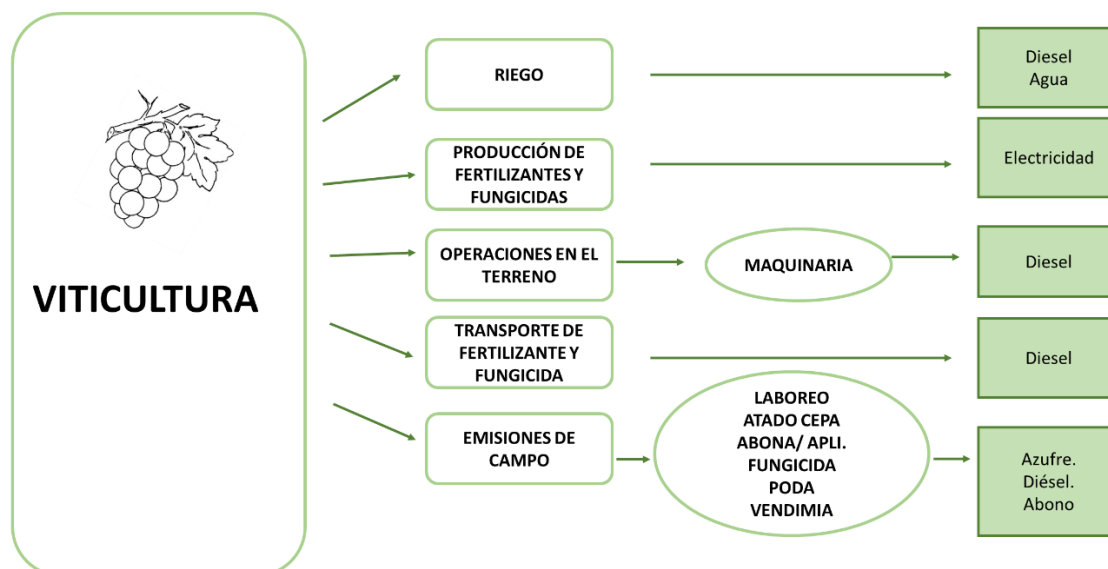 VITICULTURA
RIEGO
Diesel
Agua
PRODUCCIÓN DE
FERTILIZANTES Y
FUNGICIDAS
Electricidad
OPERACIONES EN EL
TERRENO
MAQUINARIA
Diesel
TRANSPORTE DE
FERTILIZANTE Y
FUNGICIDA
Diesel
EMISIONES DE
CAMPO
LABOREO
ATADO CEPA
ABONA/ APLI.
FUNGICIDA
PODA
VENDIMIA
Azufre.
Diésel.
Abono